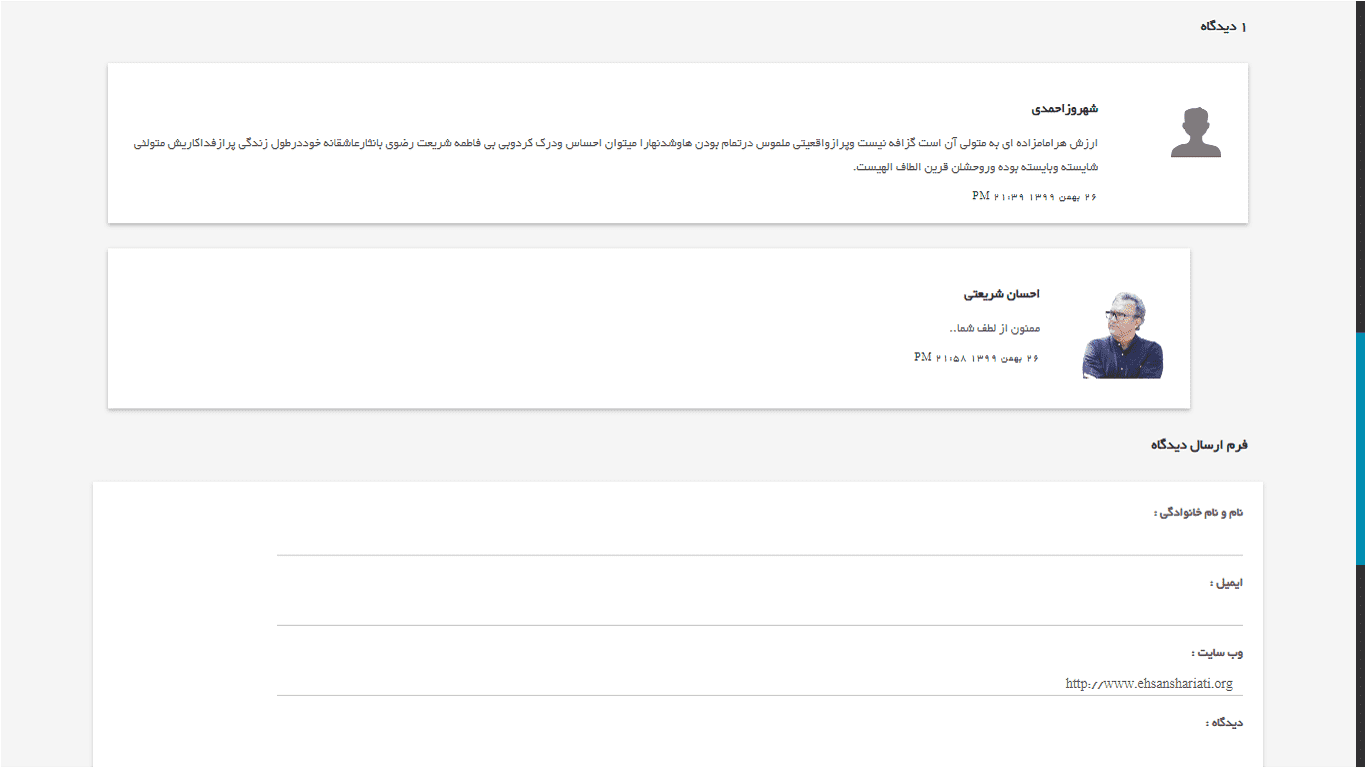 ۱ دیدگاه
شهروزاحمدی
ارزش هرامامزاده ای به متولی آن است گزافه نیست وپرازواقعیتی ملموس درتمام بودن هاوشدنهارا میتوان احساس ودرک کردوبی بی فاطمه شریعت رضوی باایثارعاشقانه خوددرطول زندگی پرازفداکاریش متولئی
شایسته وبایسته بوده وروحشلن قرین الطاف الهیست.
۲۶ بهمن ۱۳۹۹ ۲۱:۳۹ PM
احسان شریعتی
ممنون از لطف شما..
۲۶ بهمن ۱۳۹۹ ۲۱:۵۸ PM
فرم ارسال دیدگاه
نام و نام خانوادگی :
ایمیل :
وب سایت :
http://www.ehsanshariati.org
دیدگاه :